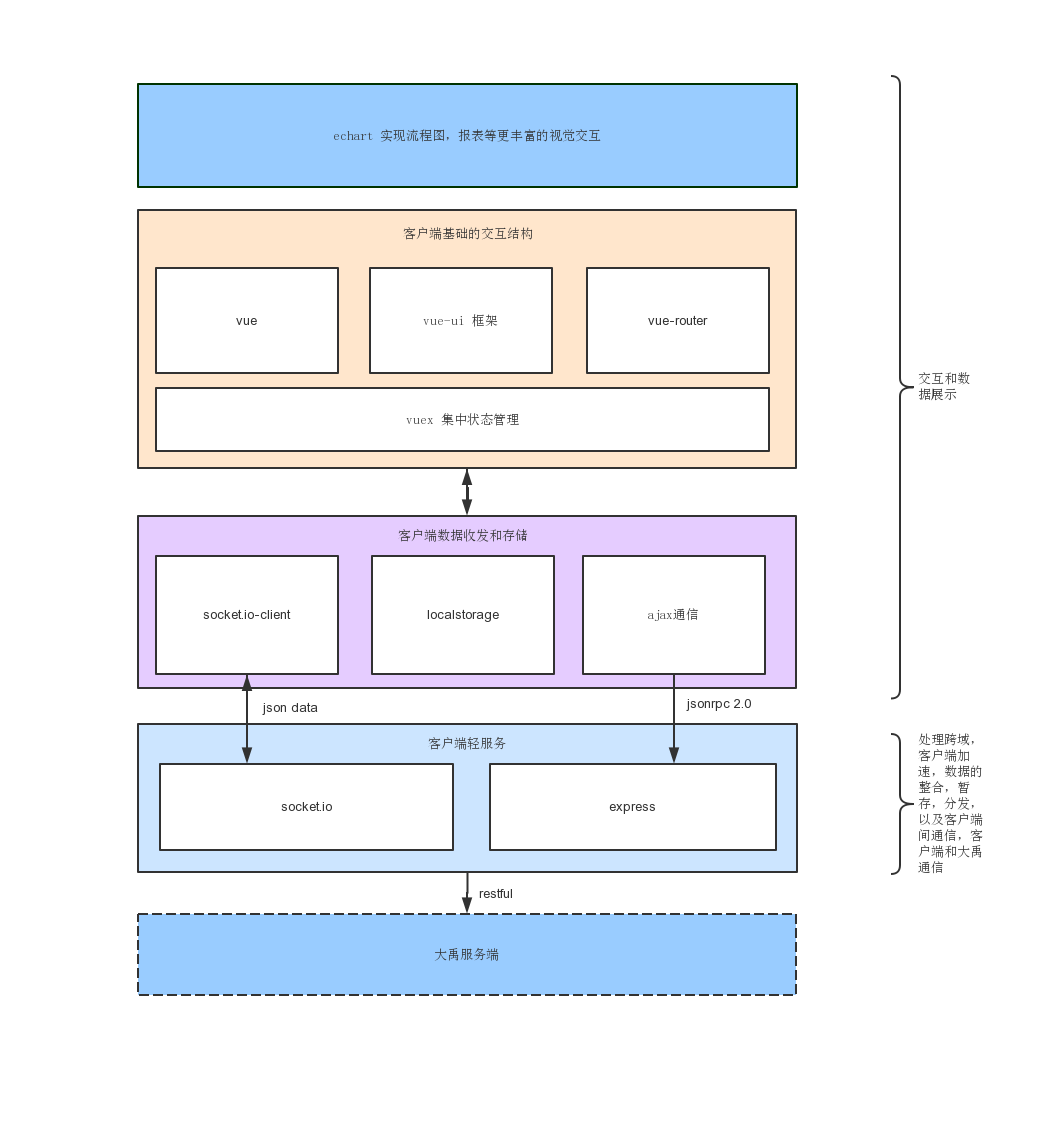 echart 实现流程图，报表等更丰富的视觉交互
客户端基础的交互结构
vue
vue-ui 框架
vue-router
vuex 集中状态管理
交互和数
据展示
客户端数据收发和存储
socket.io-client
localstorage
ajax通信
json data
jsonrpc 2.0
客户端轻服务
socket.io
express
处理跨域，
客户端加
速，数据的
整合，暂
存，分发，
以及客户端
间通信，客
户端和大禹
通信
restful
大禹服务端